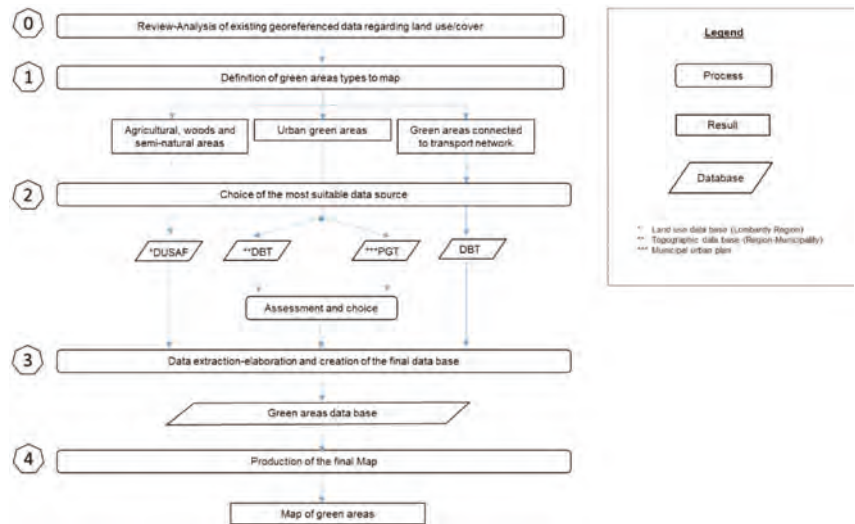 0
Review-Analysis of existing georeferenced data regarding land use/cover
1
Definition of green areas types to map
Agricultural, woods and
semi-natural areas
Urban green areas
Green areas connected
to transport network
2
Choice of the most suitable data source
*DUSAF
**DBT
***PGT
DBT
Assessment and choice
3
Data extraction-elaboration and creation of the final data base
Green areas data base
4
Production of the final Map
Map of green areas
Legend
Process
Result
Database
* Land use data base (Lombardy Region)
** Topographic data base (Region-Municipality)
*** Municipal urban plan